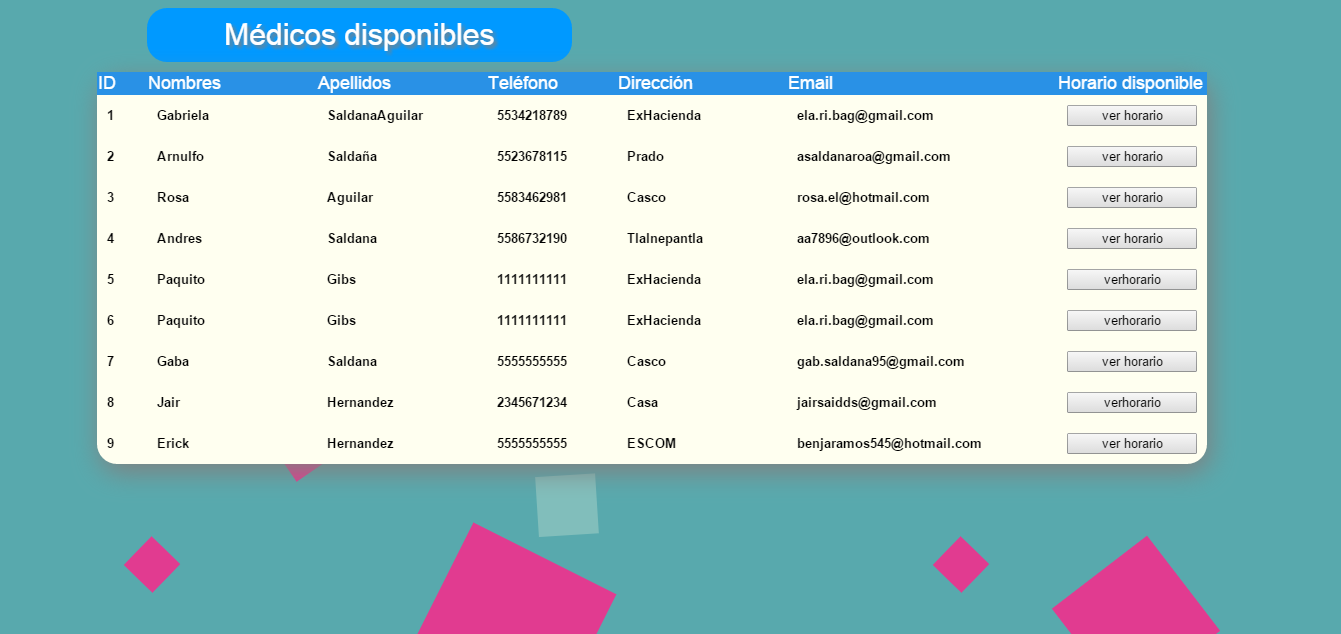 Médicos disponibles
ID Nombres Apellidos Teléfono Dirección Email Horario disponible
1 Gabriela SaldanaAguilar 5534218789 ExHacienda ela.ri.bag@gmail.com ver horario
2 Arnulfo Saldaña 5523678115 Prado asaldanaroa@gmail.com ver horario
3 Rosa Aguilar 5583462981 Casco rosa.el@hotmail.com ver horario
4 Andres Saldana 5586732190 Tlalnepantla aa7896@outlook.com ver horario
5 Paquito Gibs 1111111111 ExHacienda ela.ri.bag@gmail.com verhorario
6 Paquito Gibs 1111111111 ExHacienda ela.ri.bag@gmail.com verhorario
7 Gaba Saldana 5555555555 Casco gab.saldana95@gmail.com ver horario
8 Jair Hernandez 2345671234 Casa jairsaidds@gmail.com verhorario
9 Erick Hernandez 5555555555 ESCOM benjaramos545@hotmail.com ver horario